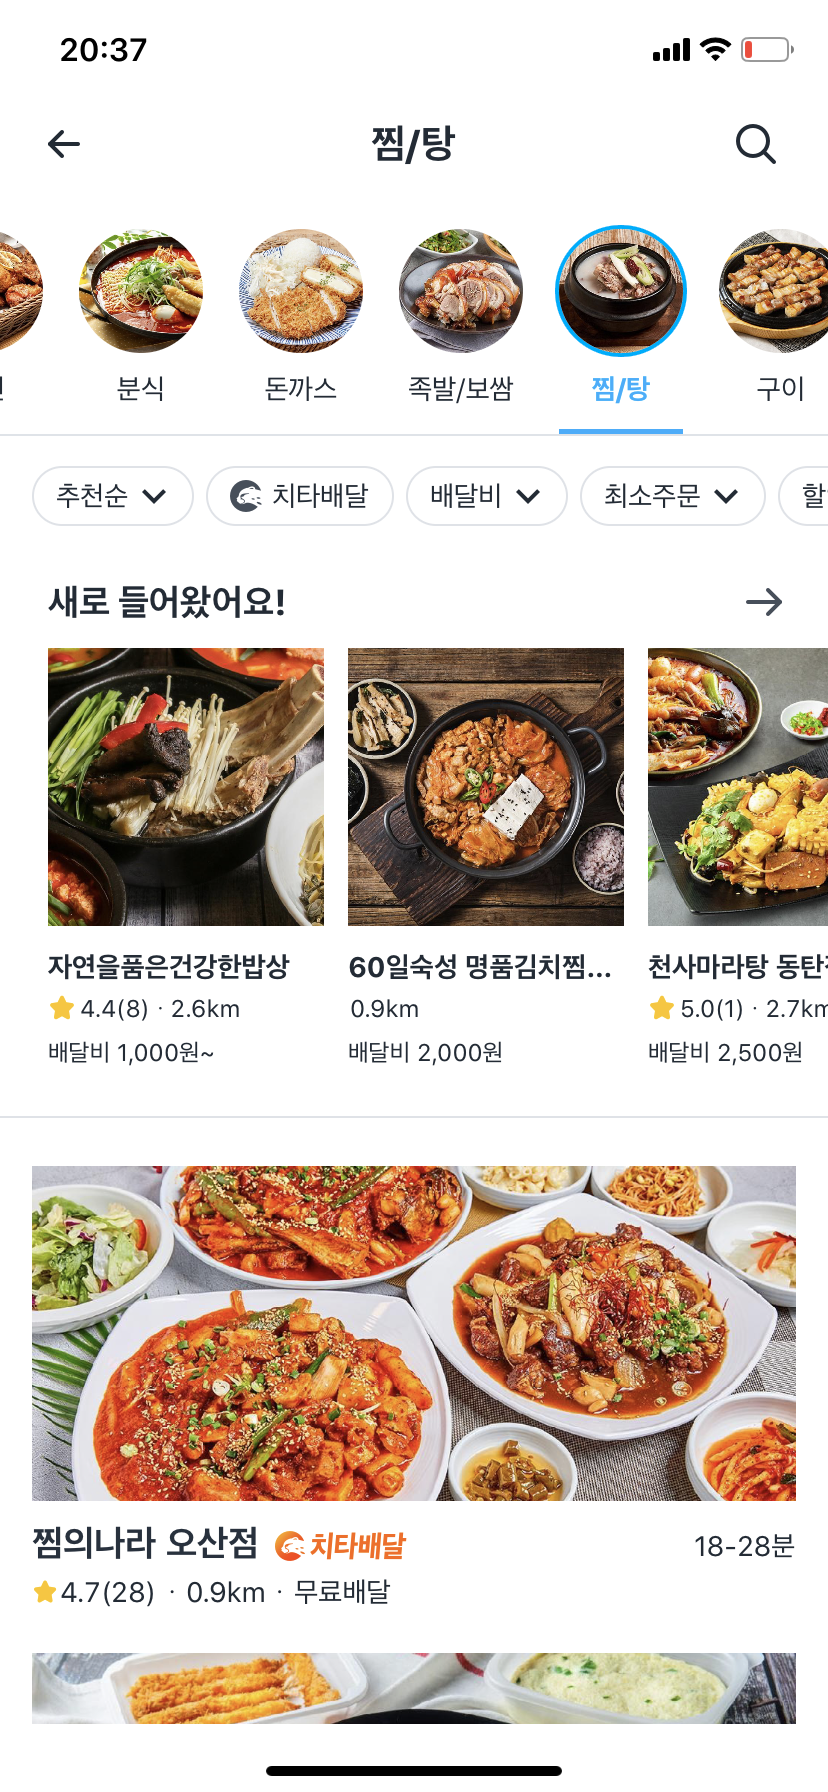 20:37
찜/탕
분식
돈까스
족발/보쌈
찜/탕
구이
추천순
치타배달
배달비
최소주문
할
새로 들어왔어요!
자연을품은건강한밥상
4.4(8) · 2.6km
배달비 1,000원~
60일숙성 명품김치찜...
0.9km
배달비 2,000원
천사마라탕 동탄
5.0(1) · 2.7km
배달비 2,500원
찜의나라 오산점 치타배달
18-28분
4.7(28) · 0.9km · 무료배달